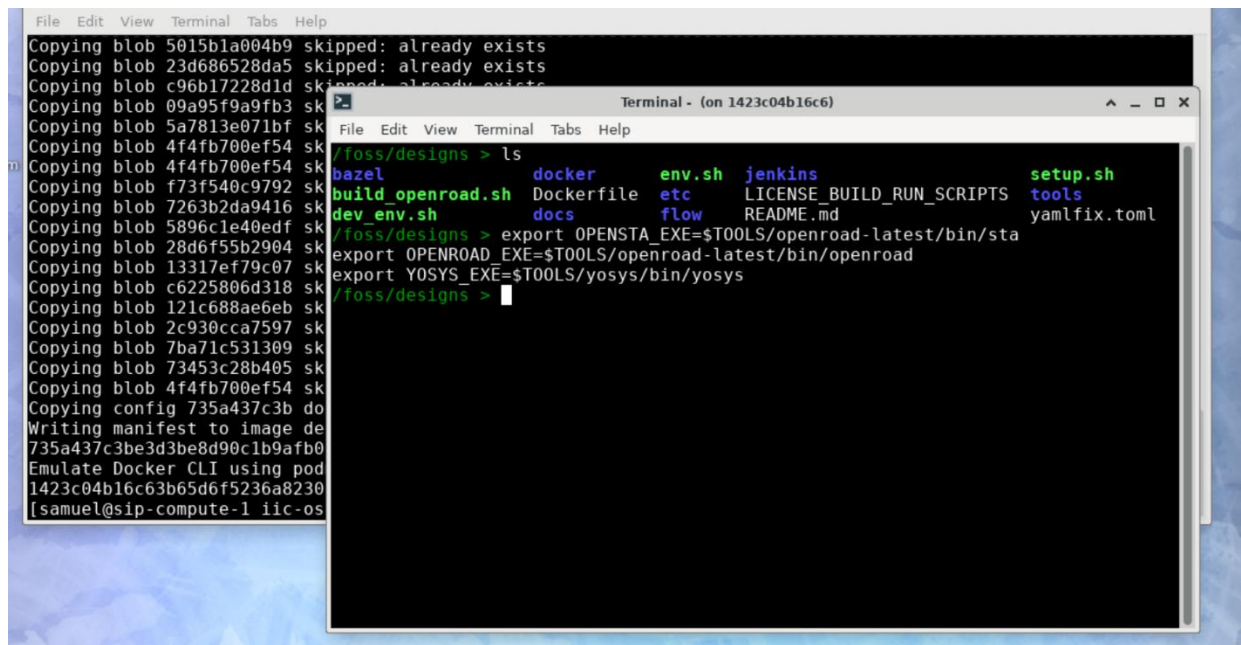 File Edit View Terminal Tabs Help
Copying blob 5015b1a004b9 skipped: already exists
Copying blob 23d686528da5 skipped: already exists
Copying blob c96b17228d1d skipped: already exists
Copying blob 09a95f9a9fb3 sk
Copying blob 5a7813e071bf sk
Copying blob 4f4fb700ef54 sk
Copying blob 4f4fb700ef54 sk
Copying blob f73f540c9792 sk
Copying blob 7263b2da9416 sk
Copying blob 5896c1e40edf sk
Copying blob 28d6f55b2904 sk
Copying blob 13317ef79c07 sk
Copying blob c6225806d318 sk
Copying blob 121c688ae6eb sk
Copying blob 2c930cca7597 sk
Copying blob 7ba71c531309 sk
Copying blob 73453c28b405 sk
Copying blob 4f4fb700ef54 sk
Copying config 735a437c3b do
Writing manifest to image de
735a437c3be3d3be8d90c1b9afb0
Emulate Docker CLI using pod
1423c04b16c63b65d6f5236a8230
[samuel@sip-compute-1 iic-os
m
Terminal - (on 1423c04b16c6)
File Edit View Terminal Tabs Help
/foss/designs > ls
bazel docker env.sh jenkins setup.sh
build_openroad.sh Dockerfile etc LICENSE_BUILD_RUN_SCRIPTS tools
dev_env.sh docs flow README.md yamlfix.toml
/foss/designs > export OPENSTA_EXE=$TOOLS/openroad-latest/bin/sta
export OPENROAD_EXE=$TOOLS/openroad-latest/bin/openroad
export YOSYS_EXE=$TOOLS/yosys/bin/yosys
/foss/designs >